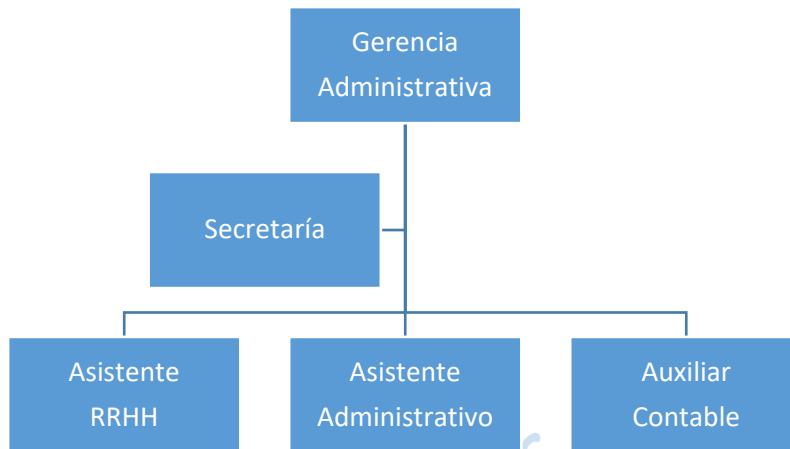 Gerencia
Administrativa
Secretaría
Asistente
RRHH
Asistente
Administrativo
Auxiliar
Contable